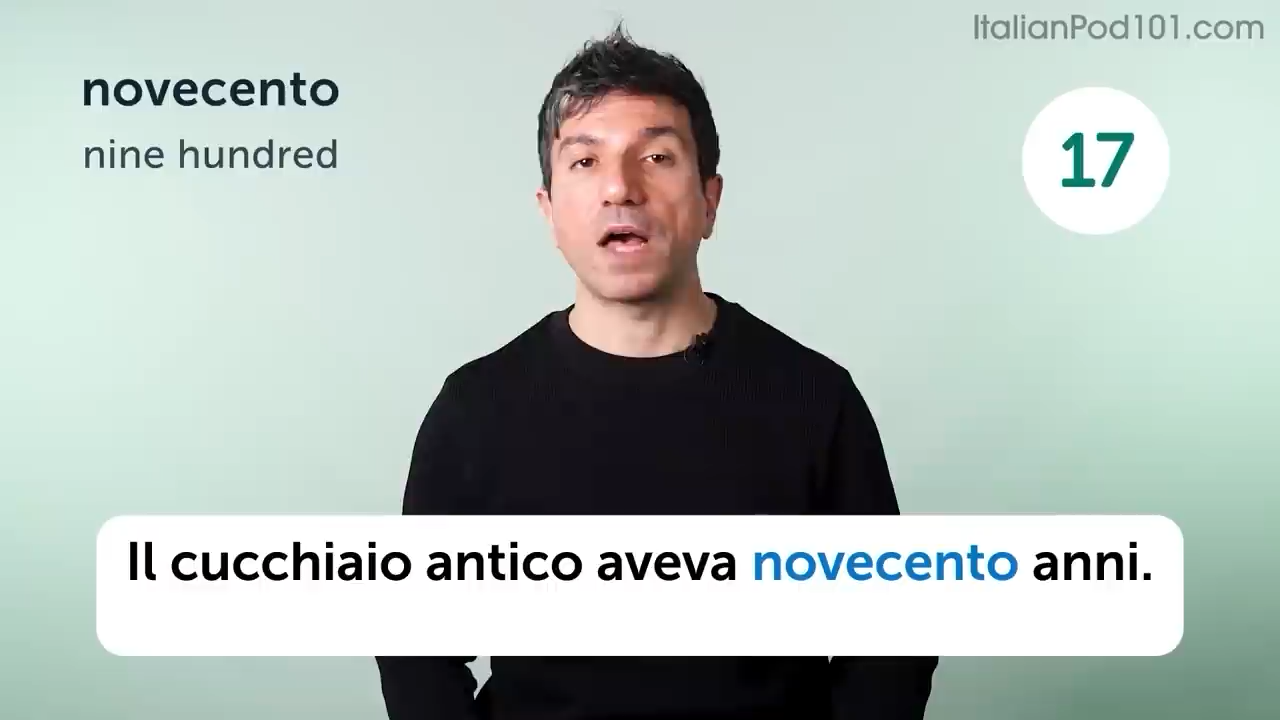 ItalianPod101.com
novecento
nine hundred
17
Il cucchiaio antico aveva novecento anni.